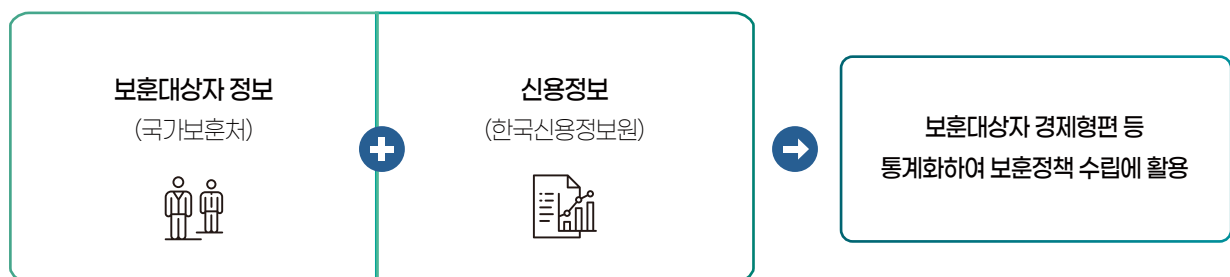 보훈대상자 정보
(국가보훈처)
신용정보
(한국신용정보원)
보훈대상자 경제형편 등
통계화하여 보훈정책 수립에 활용